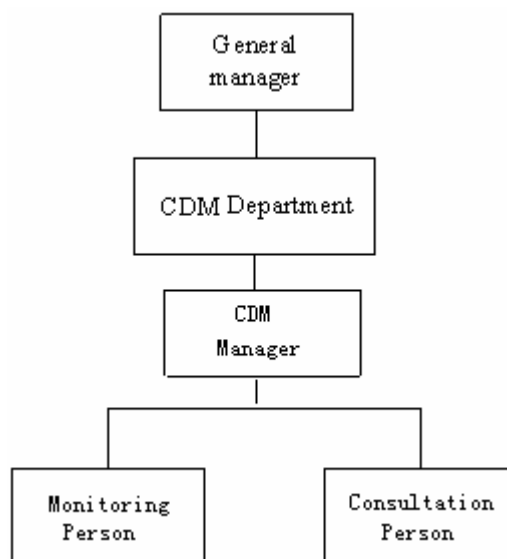 General
manager
CDM Department
CDM
Manager
Monitoring
Person
Consultation
Person